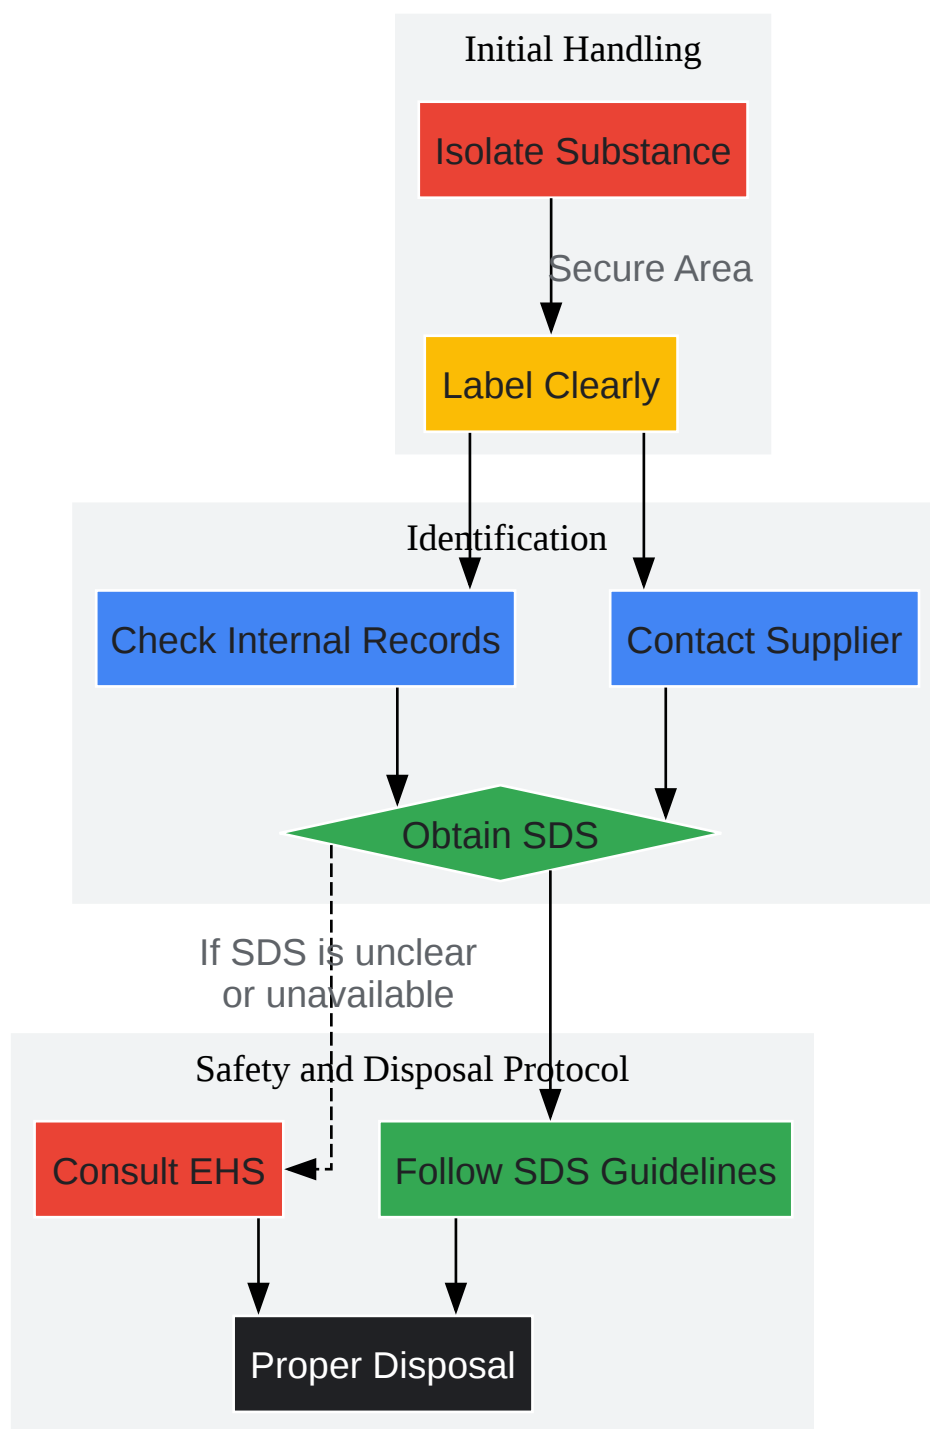 Initial Handling
Isolate Substance
Secure Area
Label Clearly
Identification
Check Internal Records
Contact Supplier
Obtain SDS
If SDS is unclear
or unavailable
Safety and Disposal Protocol
Consult EHS
Follow SDS Guidelines
Proper Disposal